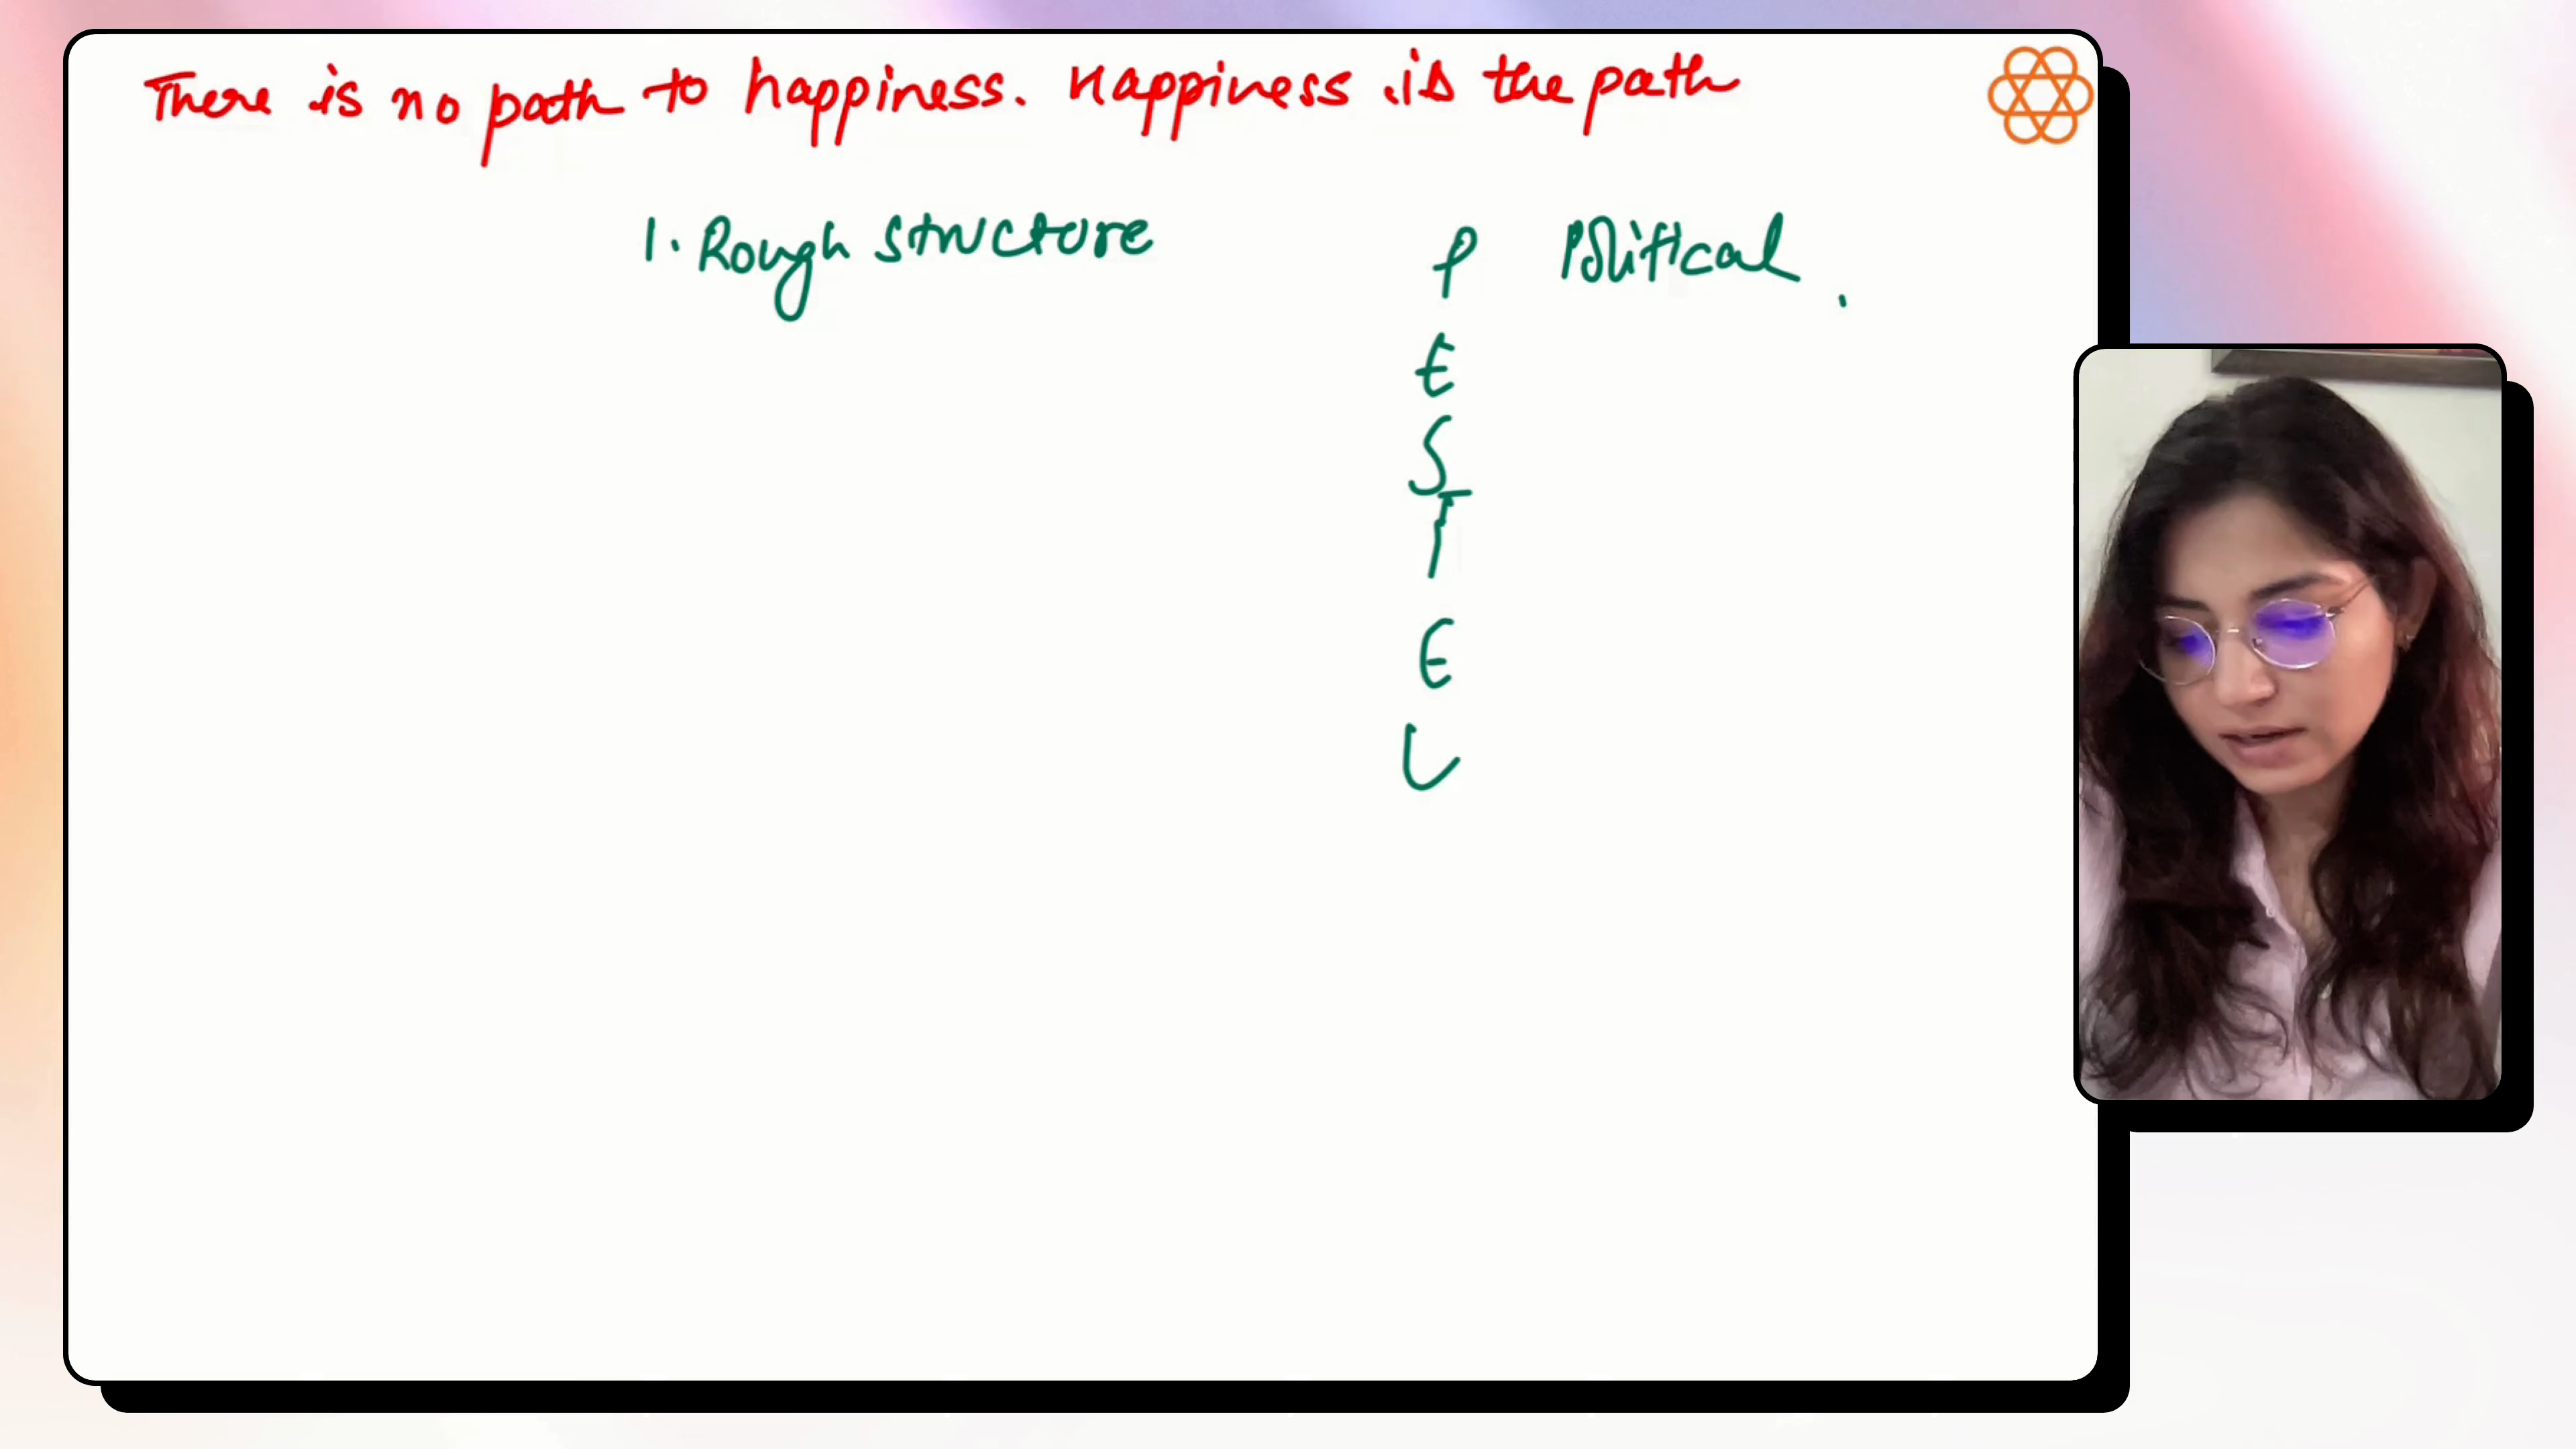 There is no path to happiness. Happiness is the path
1. Rough structure
P Political
E
S
T
E
L